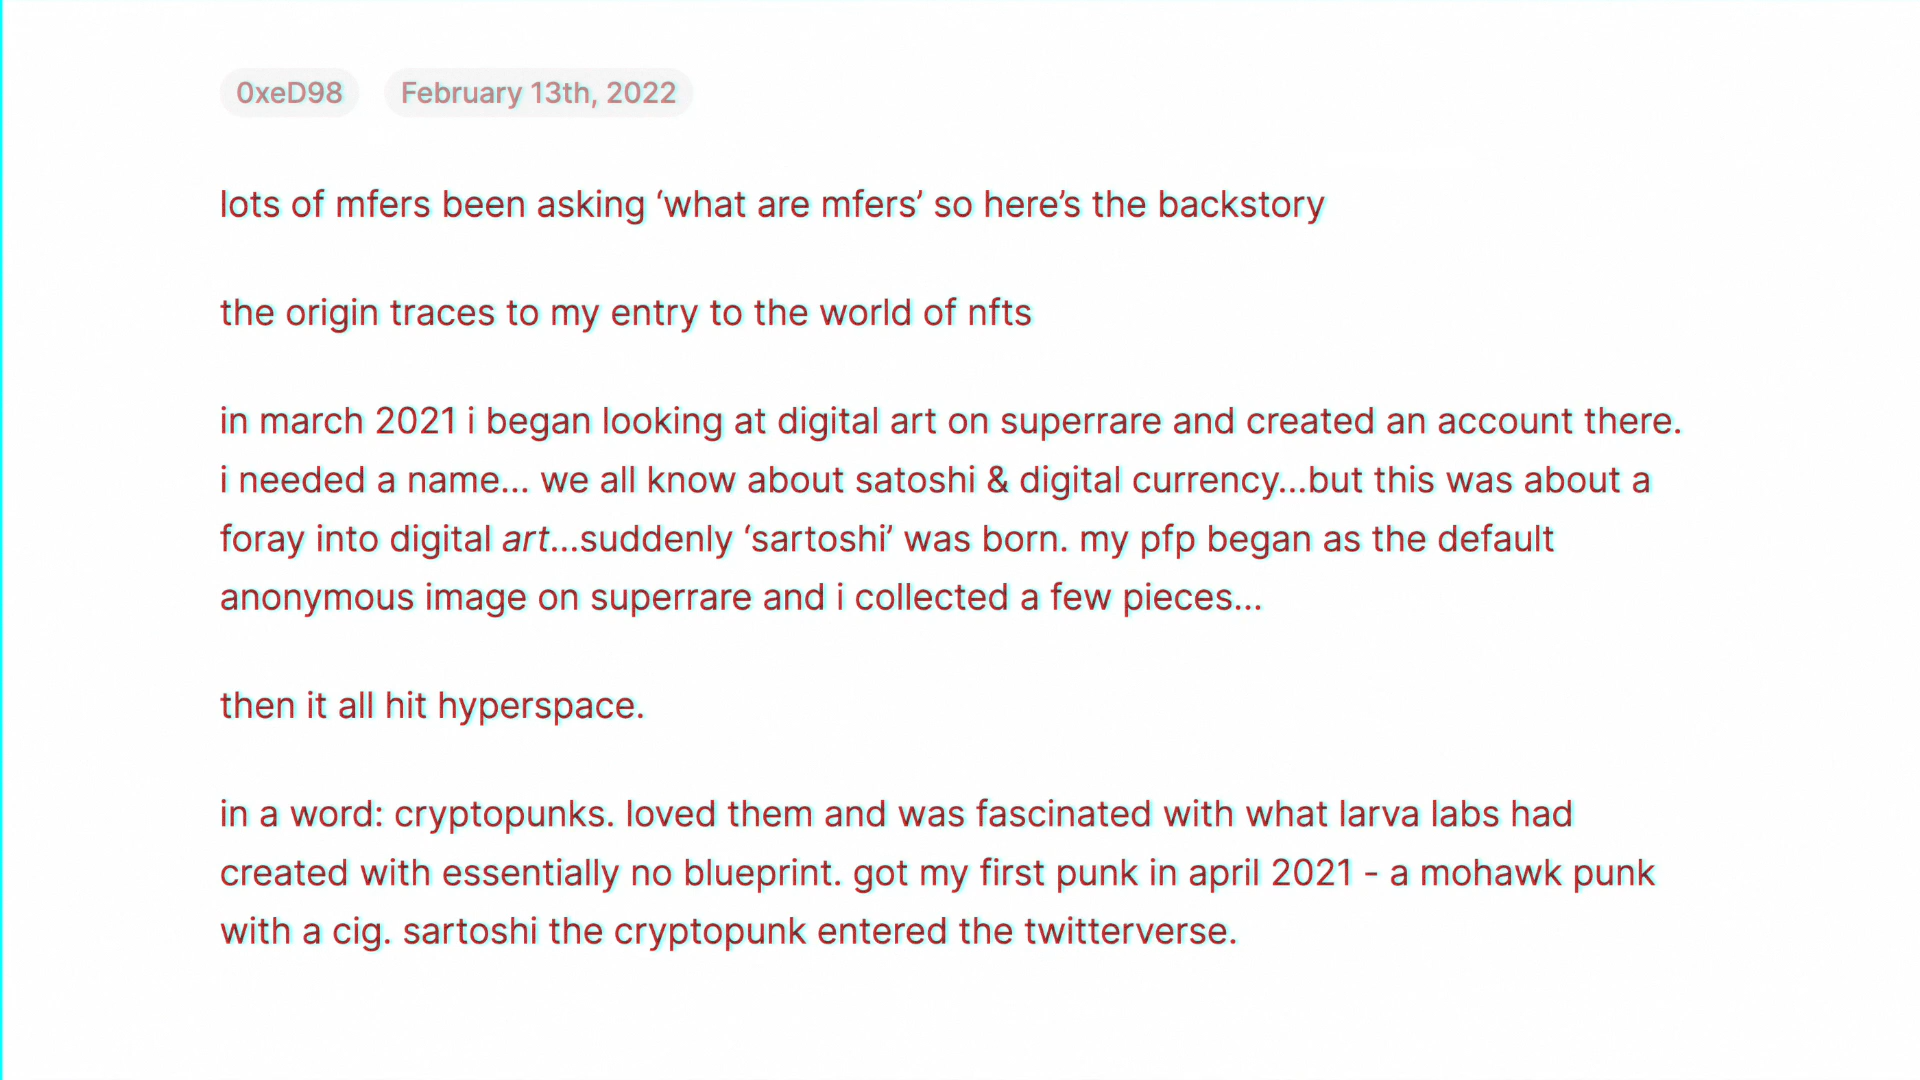 0xeD98 February 13th, 2022
lots of mfers been asking ‘what are mfers’ so here’s the backstory
the origin traces to my entry to the world of nfts
in march 2021 i began looking at digital art on superrare and created an account there.
i needed a name... we all know about satoshi & digital currency...but this was about a
foray into digital art...suddenly ‘sartoshi’ was born. my pfp began as the default
anonymous image on superrare and i collected a few pieces...
then it all hit hyperspace.
in a word: cryptopunks. loved them and was fascinated with what larva labs had
created with essentially no blueprint. got my first punk in april 2021 - a mohawk punk
with a cig. sartoshi the cryptopunk entered the twitterverse.